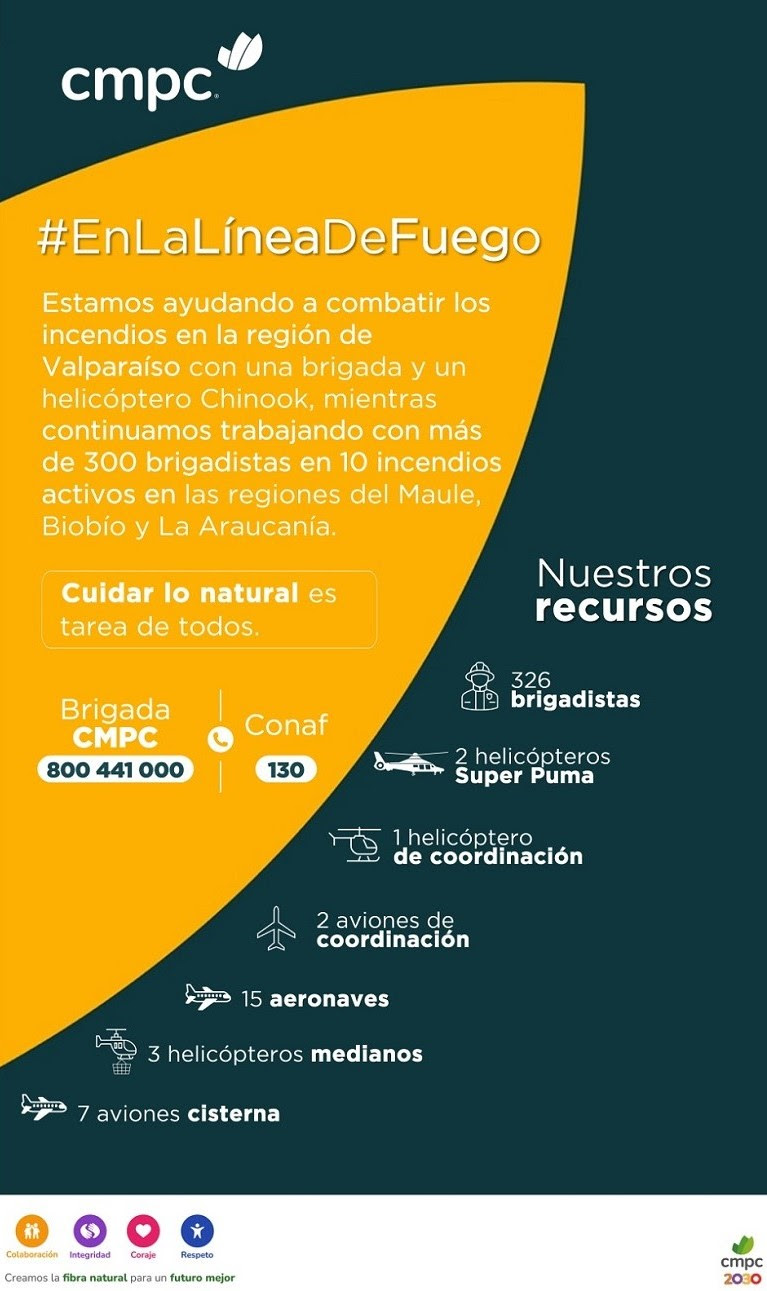 cmpc®
#EnLaLíneaDeFuego
Estamos ayudando a combatir los
incendios en la región de
Valparaíso con una brigada y un
helicóptero Chinook, mientras
continuamos trabajando con más
de 300 brigadistas en 10 incendios
activos en las regiones del Maule,
Biobío y La Araucanía.
Cuidar lo natural es
tarea de todos.
Brigada
CMPC
800 441 000
Conaf
130
Nuestros
recursos
326
brigadistas
2 helicópteros
Super Puma
1 helicóptero
de coordinación
2 aviones de
coordinación
15 aeronaves
3 helicópteros medianos
7 aviones cisterna
Colaboración
Integridad
Coraje
Respeto
Creamos la fibra natural para un futuro mejor
cmpc
2030